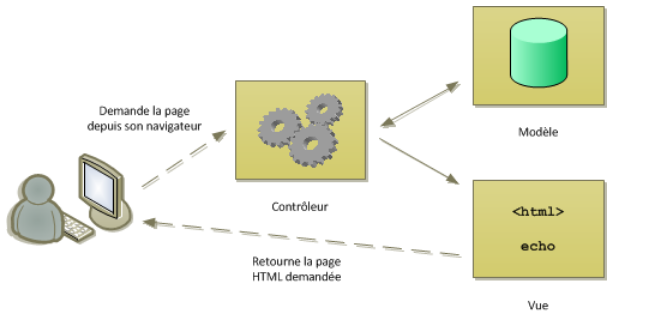 Demande la page
depuis son navigateur
Modèle
Contrôleur
<html>
echo
Retourne la page
HTML demandée
Vue